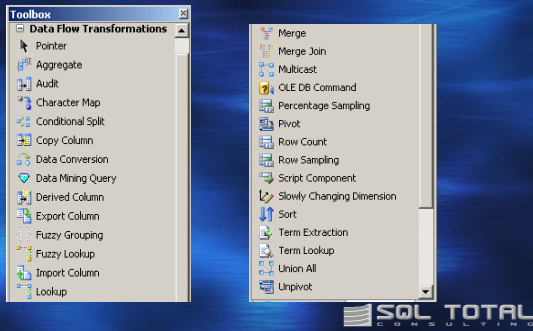 Toolbox
Data Flow Transformations
Pointer
Aggregate
Audit
Character Map
Conditional Split
Copy Column
Data Conversion
Data Mining Query
Derived Column
Export Column
Fuzzy Grouping
Fuzzy Lookup
Import Column
Lookup
Merge
Merge Join
Multicast
OLE DB Command
Percentage Sampling
Pivot
Row Count
Row Sampling
Script Component
Slowly Changing Dimension
Sort
Term Extraction
Term Lookup
Union All
Unpivot
SQL TOTAL
CONSULTING